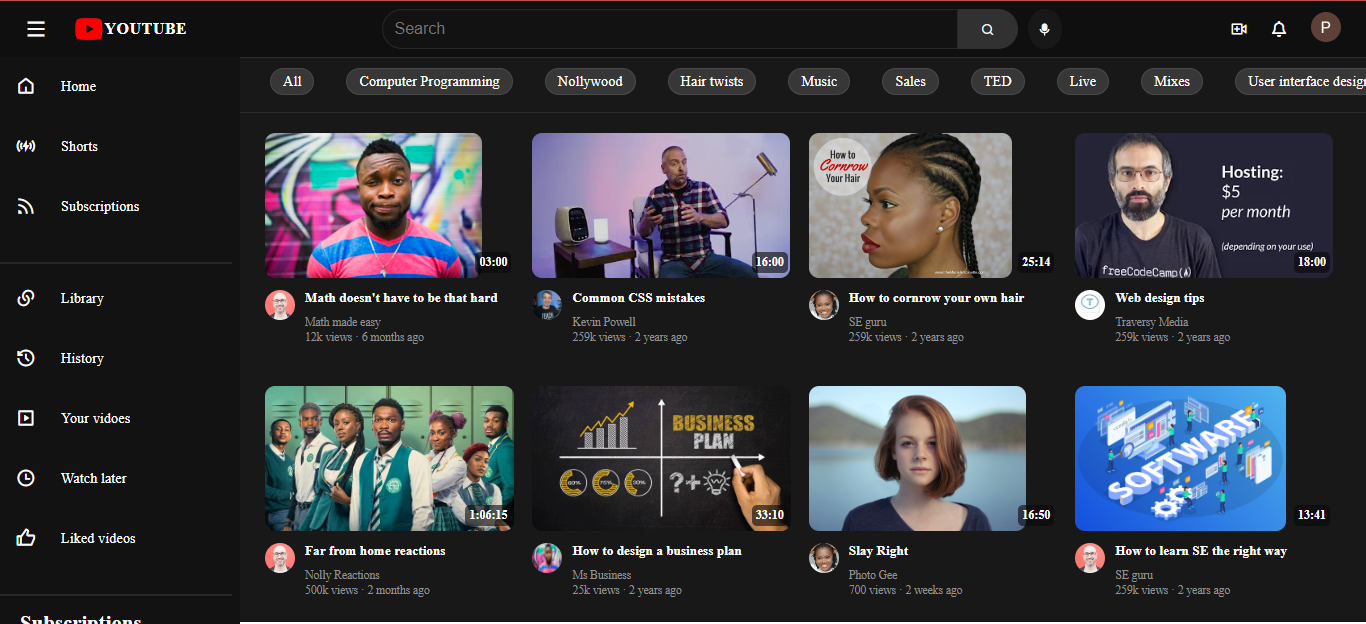 YOUTUBE
Search
P
Home
Shorts
Subscriptions
Library
History
Your vidoes
Watch later
Liked videos
Subscriptions
All
Computer Programming
Nollywood
Hair twists
Music
Sales
TED
Live
Mixes
User interface design
03:00
Math doesn't have to be that hard
Math made easy
12k views · 6 months ago
16:00
Common CSS mistakes
Kevin Powell
259k views · 2 years ago
How to
Cornrow
Your Hair
25:14
How to cornrow your own hair
SE guru
259k views · 2 years ago
Hosting:
$5
per month
(depending on your use)
freeCodeCamp(
18:00
Web design tips
Traversy Media
259k views · 2 years ago
1:06:15
Far from home reactions
Nolly Reactions
500k views · 2 months ago
BUSINESS
PLAN
?+
33:10
How to design a business plan
Ms Business
25k views · 2 years ago
16:50
Slay Right
Photo Gee
700 views · 2 weeks ago
SOFTWARE
13:41
How to learn SE the right way
SE guru
259k views · 2 years ago